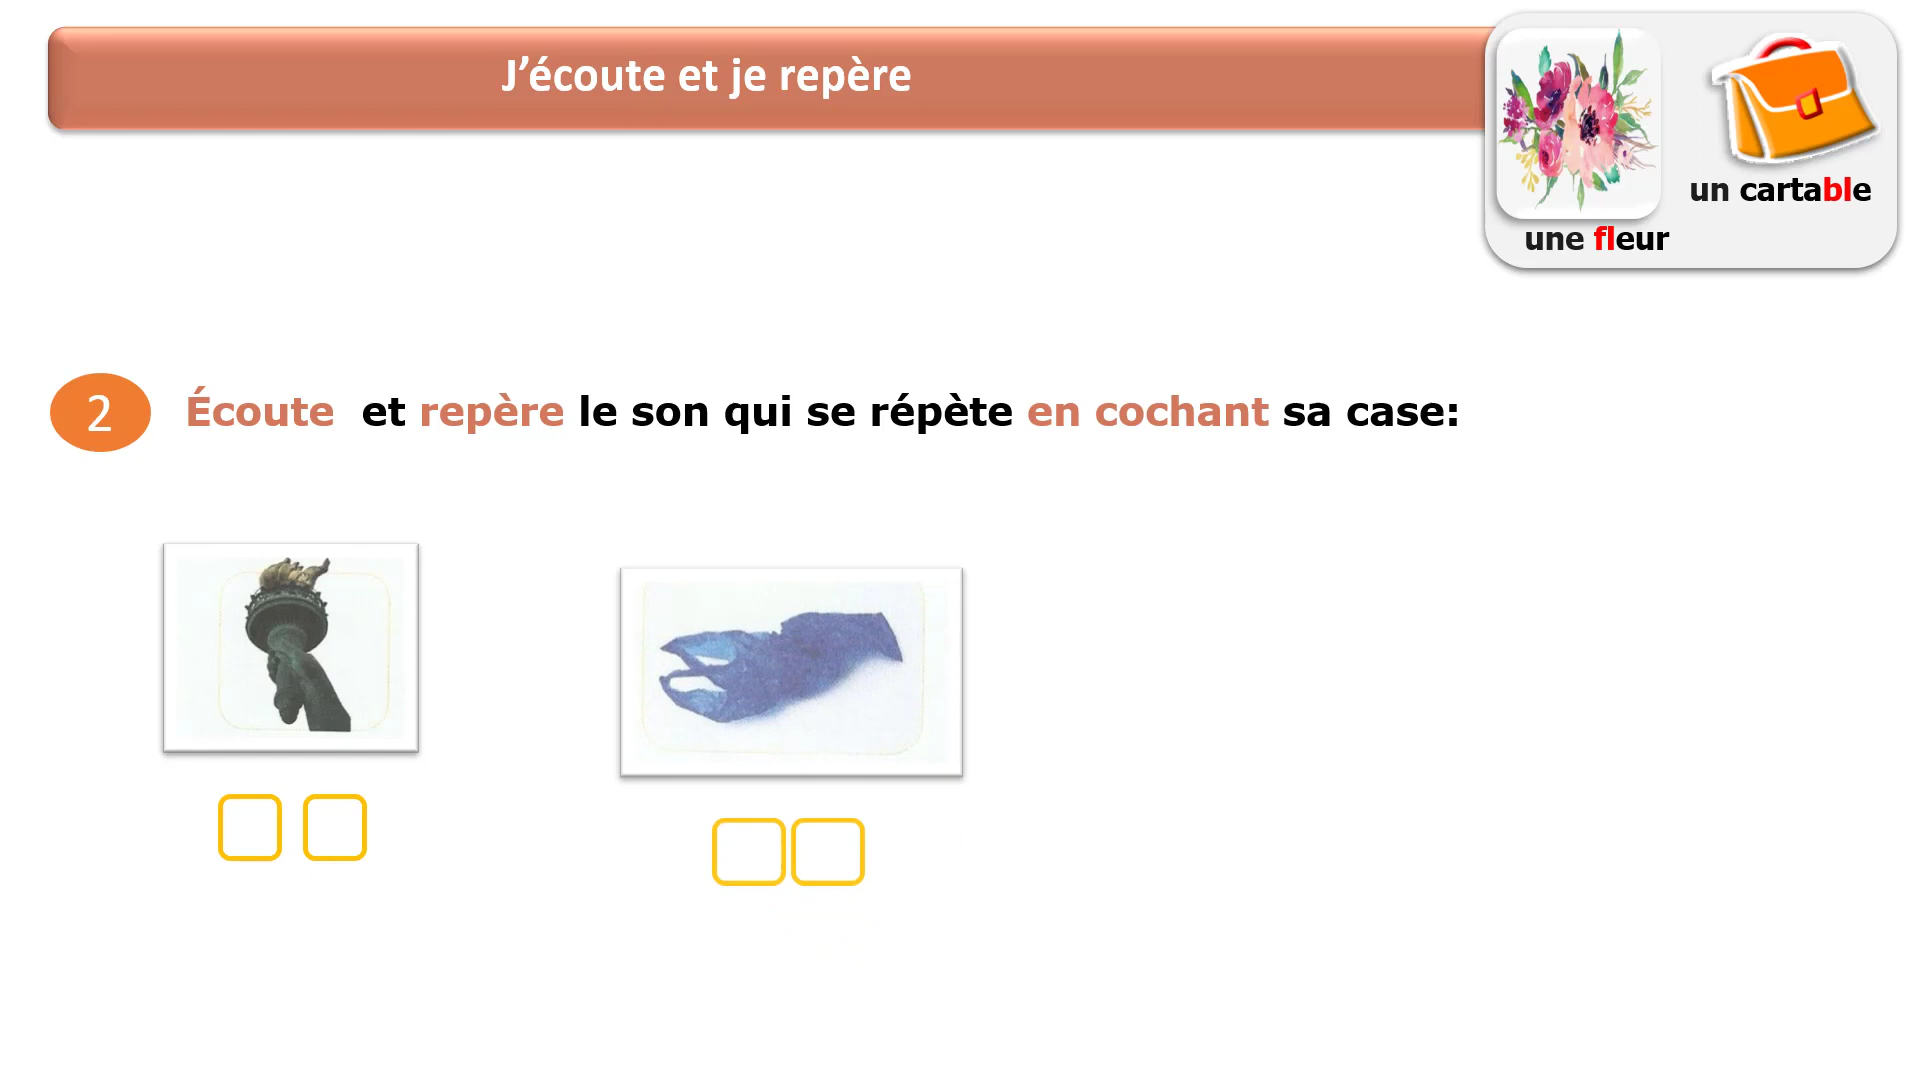 J’écoute et je repère
un cartable
une fleur
2
Écoute et repère le son qui se répète en cochant sa case: